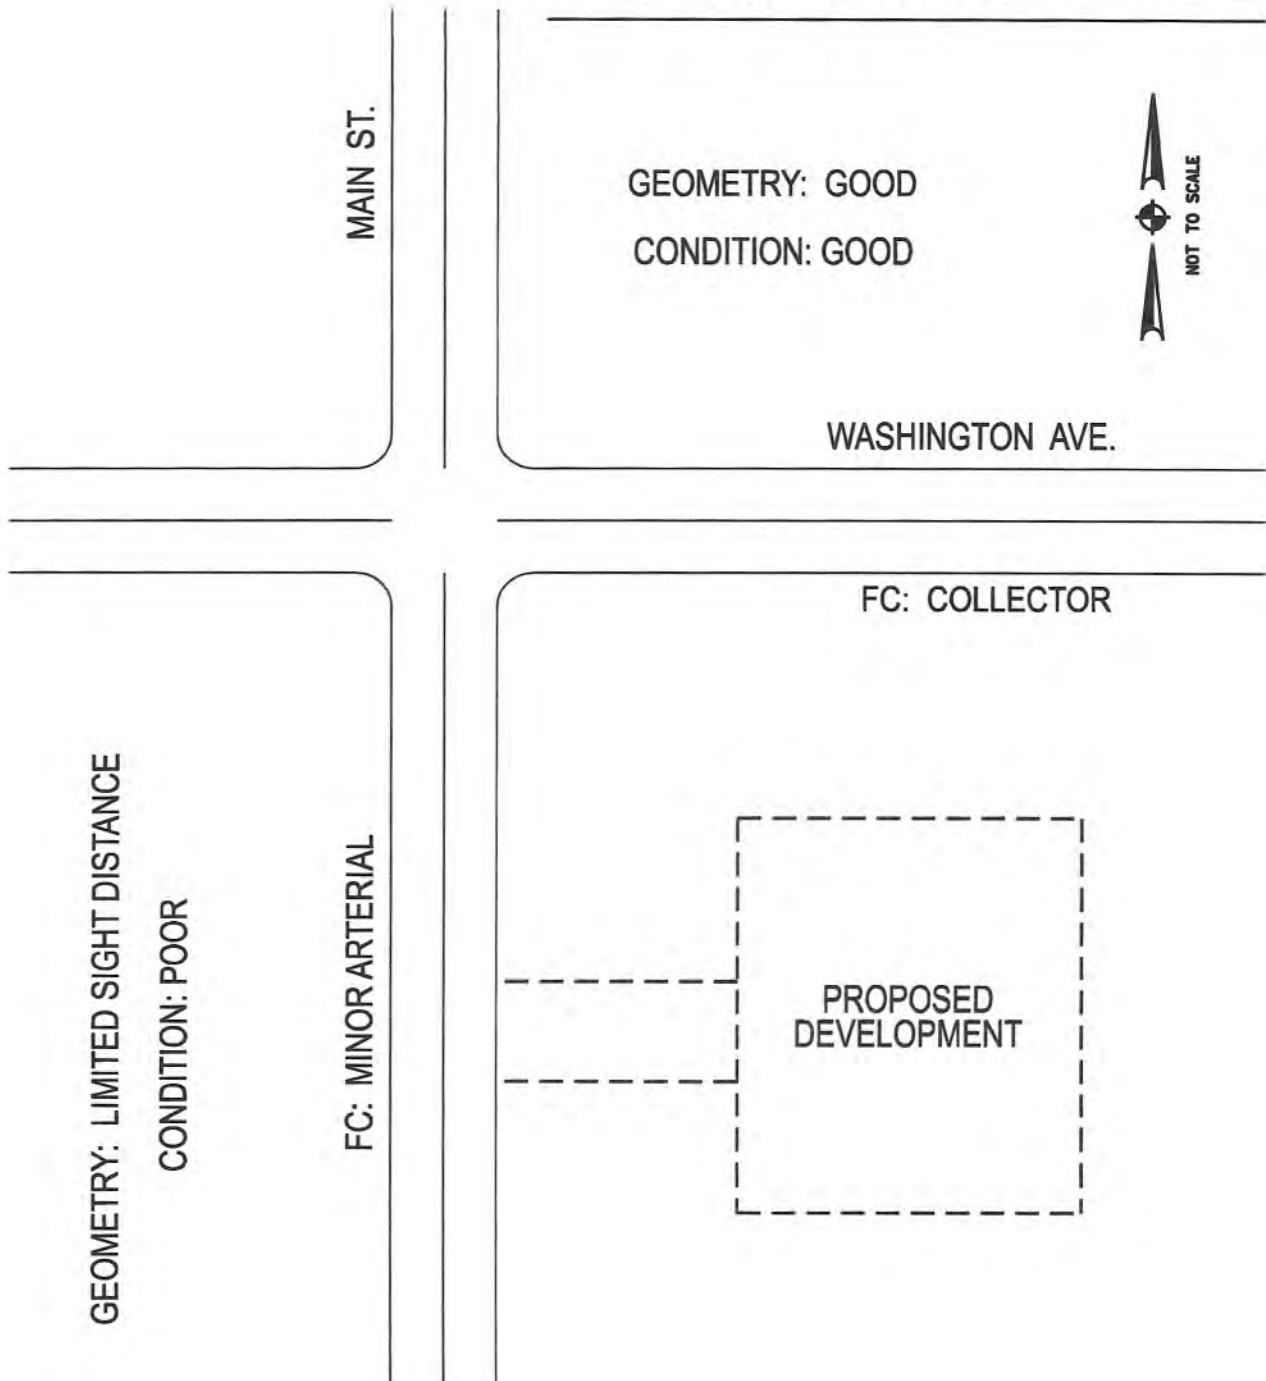 MAIN ST.
GEOMETRY: GOOD
CONDITION: GOOD
NOT TO SCALE
WASHINGTON AVE.
FC: COLLECTOR
GEOMETRY: LIMITED SIGHT DISTANCE
CONDITION: POOR
FC: MINOR ARTERIAL
PROPOSED
DEVELOPMENT